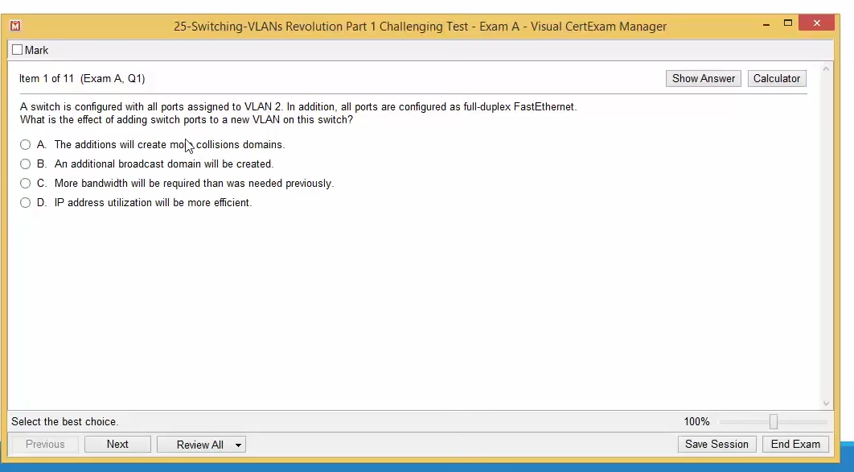 25-Switching-VLANs Revolution Part 1 Challenging Test - Exam A - Visual CertExam Manager
Mark
Item 1 of 11 (Exam A, Q1)
Show Answer
Calculator
A switch is configured with all ports assigned to VLAN 2. In addition, all ports are configured as full-duplex FastEthernet.
What is the effect of adding switch ports to a new VLAN on this switch?
A. The additions will create more collisions domains.
B. An additional broadcast domain will be created.
C. More bandwidth will be required than was needed previously.
D. IP address utilization will be more efficient.
Select the best choice.
100%
Previous
Next
Review All
Save Session
End Exam